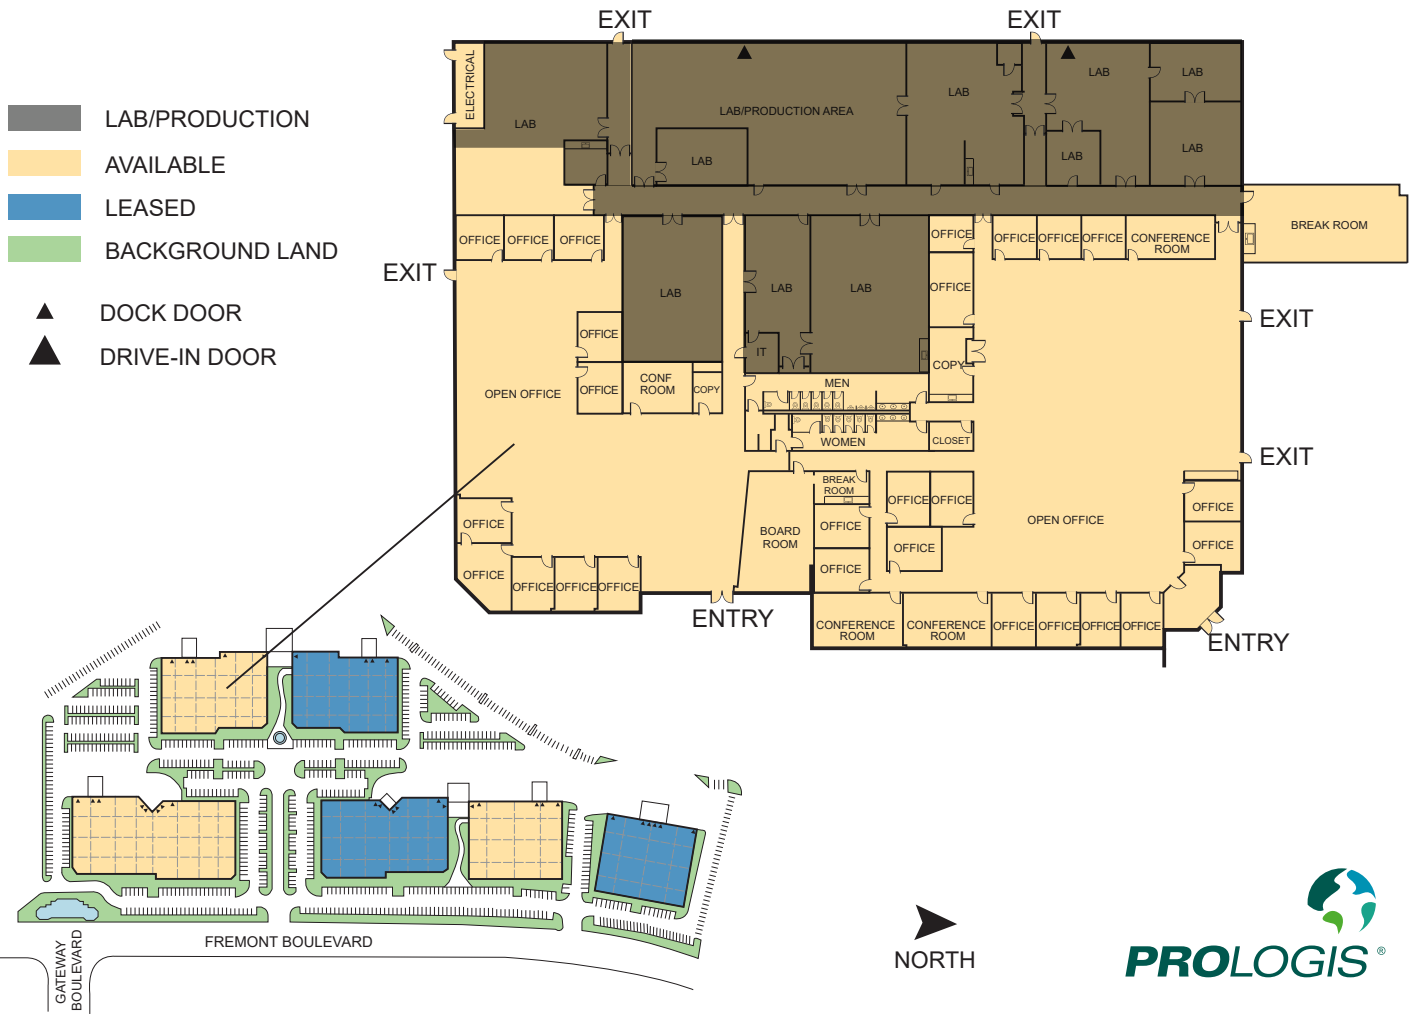 EXIT
EXIT
LAB/PRODUCTION
AVAILABLE
LEASED
BACKGROUND LAND
DOCK DOOR
DRIVE-IN DOOR
ELECTRICAL
LAB
LAB/PRODUCTION AREA
LAB
LAB
LAB
LAB
LAB
LAB
BREAK ROOM
OFFICE
OFFICE
OFFICE
OFFICE
OFFICE
OFFICE
OFFICE
CONFERENCE
ROOM
EXIT
LAB
LAB
LAB
OFFICE
EXIT
OFFICE
IT
OFFICE
CONF
ROOM
COPY
COPY
MEN
OPEN OFFICE
WOMEN
CLOSET
EXIT
BREAK
ROOM
OFFICE
OFFICE
OFFICE
OFFICE
OFFICE
BOARD
ROOM
OPEN OFFICE
OFFICE
OFFICE
OFFICE
OFFICE
OFFICE
OFFICE
OFFICE
OFFICE
ENTRY
CONFERENCE
ROOM
CONFERENCE
ROOM
OFFICE
OFFICE
OFFICE
OFFICE
ENTRY
FREMONT BOULEVARD
GATEWAY
BOULEVARD
NORTH
PROLOGIS®